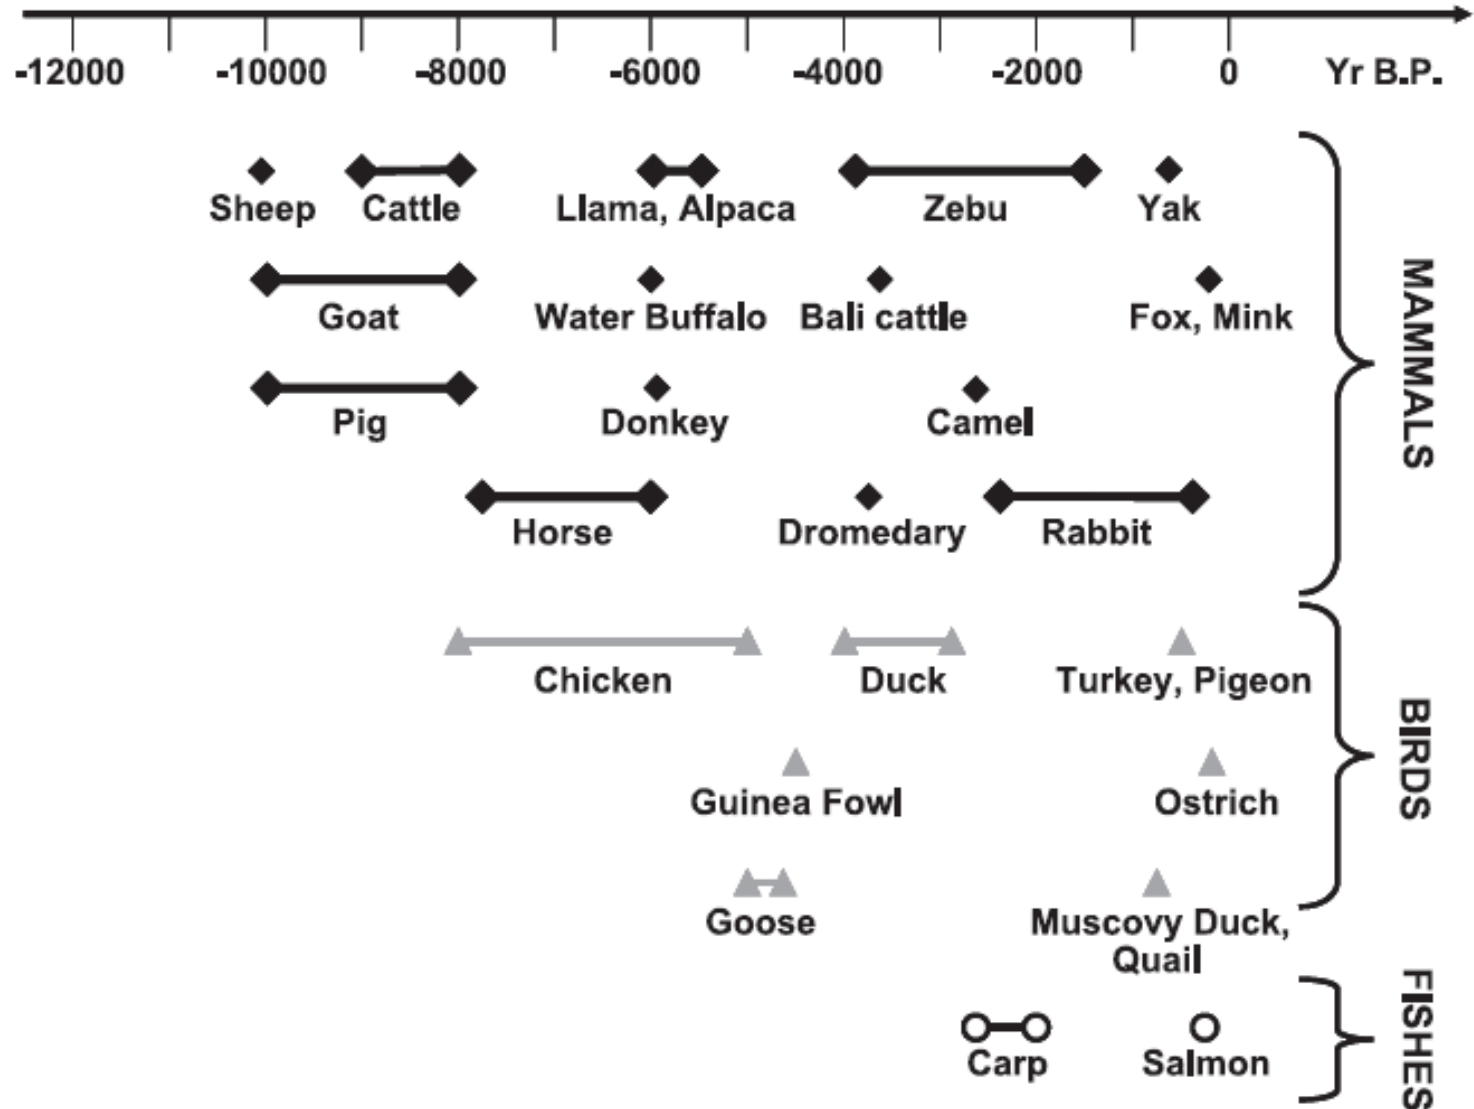 -12000 -10000 -8000 -6000 -4000 -2000 0 Yr B.P.
Sheep Cattle Llama, Alpaca Zebu Yak
Goat Water Buffalo Bali cattle Fox, Mink
Pig Donkey Camel
Horse Dromedary Rabbit
MAMMALS
Chicken Duck Turkey, Pigeon
Guinea Fowl Ostrich
Goose Muscovy Duck,
Quail
BIRDS
Carp Salmon
FISHES